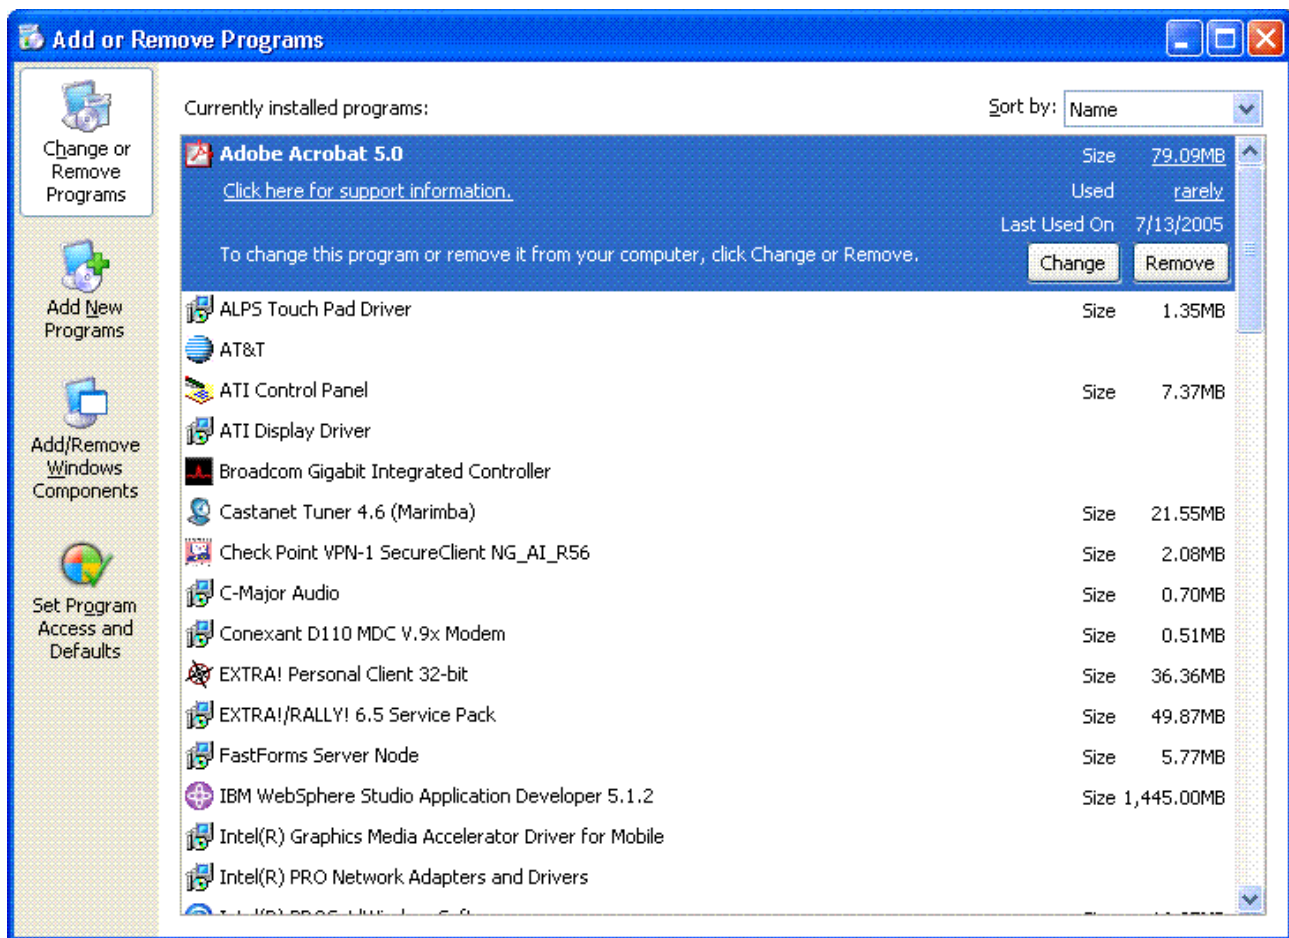 Add or Remove Programs
Change or
Remove
Programs
Add New
Programs
Add/Remove
Windows
Components
Set Program
Access and
Defaults
Currently installed programs:
Sort by: Name
Adobe Acrobat 5.0 Size 79.09MB
Click here for support information. Used rarely
Last Used On 7/13/2005
To change this program or remove it from your computer, click Change or Remove. Change Remove
ALPS Touch Pad Driver Size 1.35MB
AT&T
ATI Control Panel Size 7.37MB
ATI Display Driver
Broadcom Gigabit Integrated Controller
Castanet Tuner 4.6 (Marimba) Size 21.55MB
Check Point VPN-1 SecureClient NG_AI_R56 Size 2.08MB
C-Major Audio Size 0.70MB
Conexant D110 MDC V.9x Modem Size 0.51MB
EXTRA! Personal Client 32-bit Size 36.36MB
EXTRA!/RALLY! 6.5 Service Pack Size 49.87MB
FastForms Server Node Size 5.77MB
IBM WebSphere Studio Application Developer 5.1.2 Size 1,445.00MB
Intel(R) Graphics Media Accelerator Driver for Mobile
Intel(R) PRO Network Adapters and Drivers